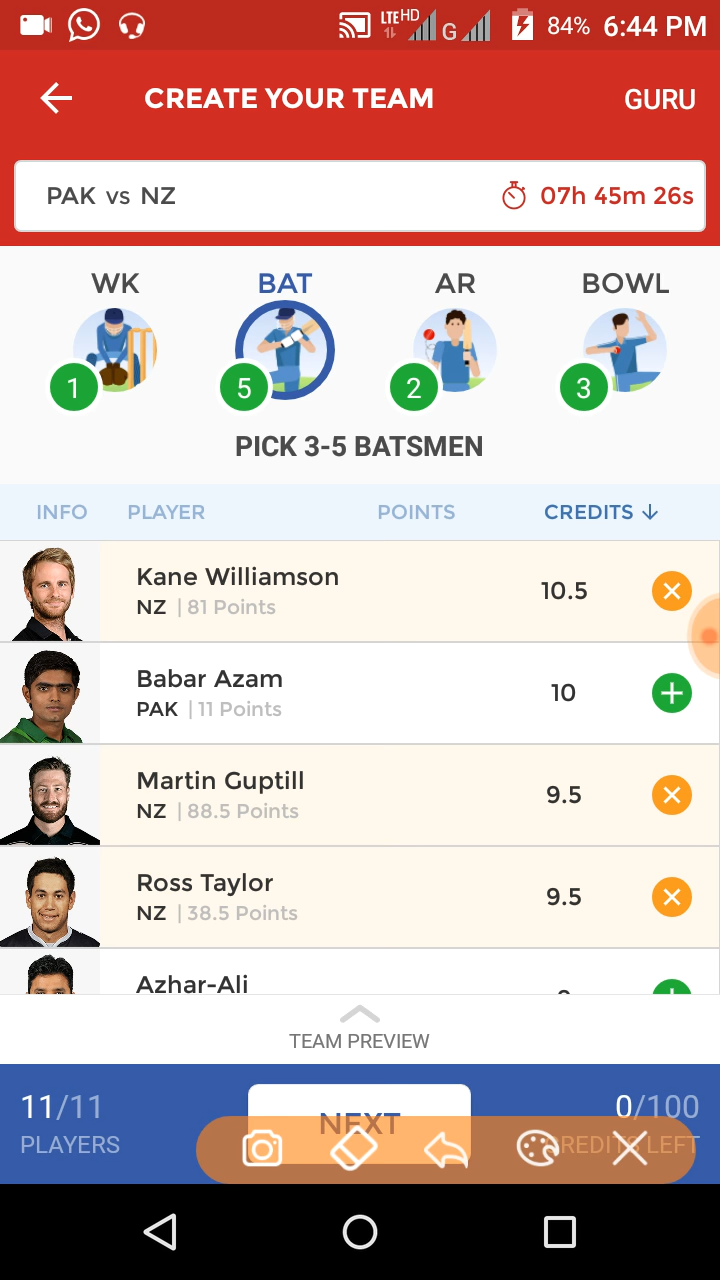 LTE HD G 84% 6:44 PM
CREATE YOUR TEAM GURU
PAK vs NZ 07h 45m 26s
WK BAT AR BOWL
1 5 2 3
PICK 3-5 BATSMEN
INFO PLAYER POINTS CREDITS
Kane Williamson 10.5
NZ | 81 Points
Babar Azam 10
PAK | 11 Points
Martin Guptill 9.5
NZ | 88.5 Points
Ross Taylor 9.5
NZ | 38.5 Points
Azhar-Ali
TEAM PREVIEW
11/11 NEXT 0/100
PLAYERS CREDITS LEFT